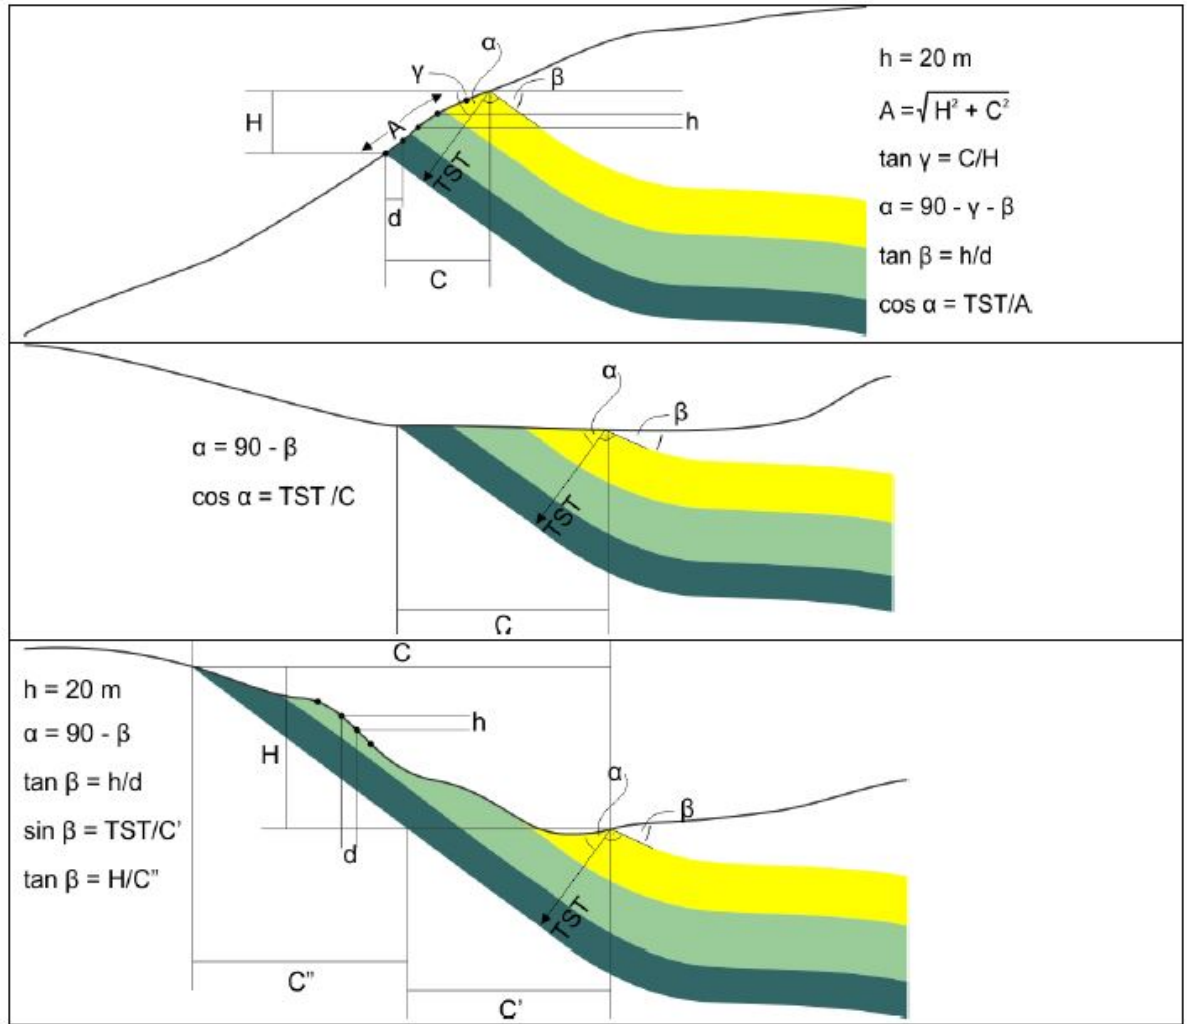 α
γ
β
H
A
h
TST
d
C
h = 20 m
A = √H² + C²
tan γ = C/H
α = 90 - γ - β
tan β = h/d
cos α = TST/A
α
β
α = 90 - β
cos α = TST /C
TST
C
C
h = 20 m
α = 90 - β
tan β = h/d
sin β = TST/C'
tan β = H/C"
h
H
α
β
d
TST
C"
C'